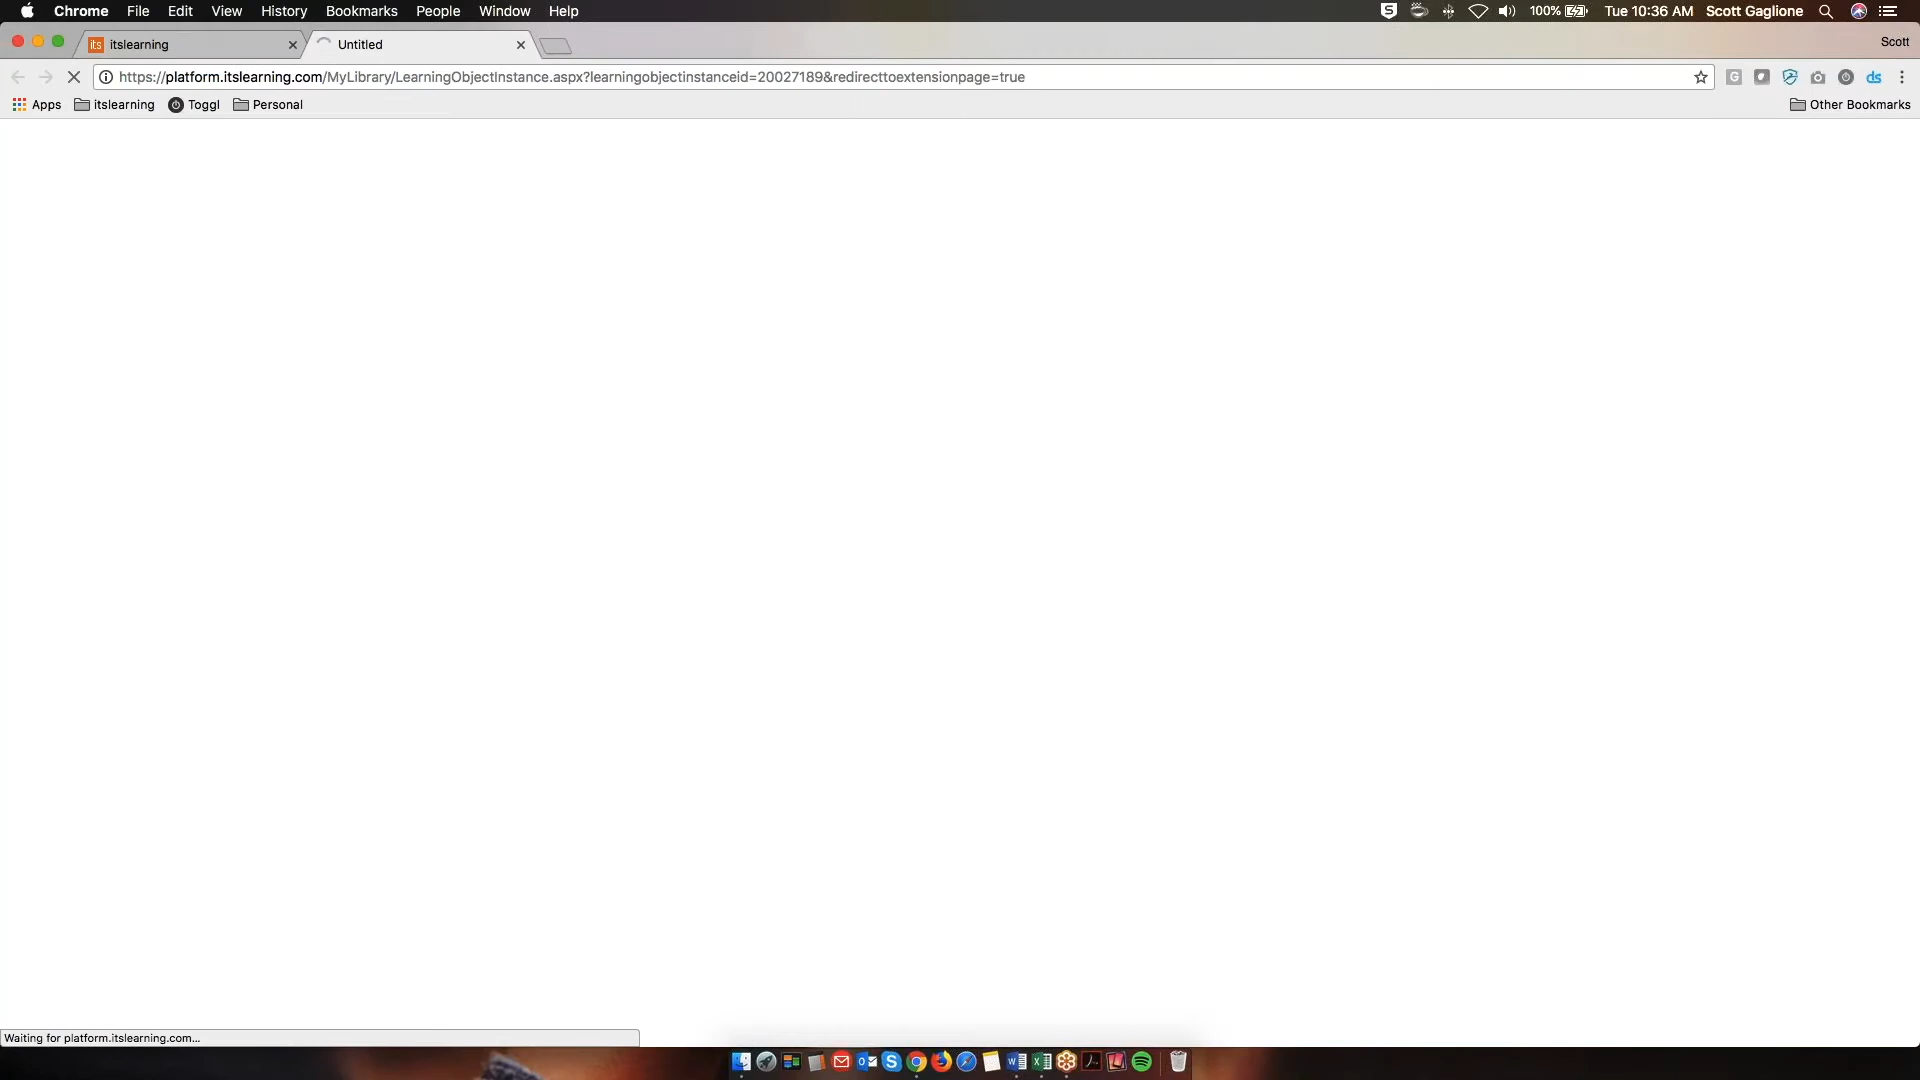 Chrome File Edit View History Bookmarks People Window Help
100% Tue 10:36 AM Scott Gaglione
its itslearning Untitled
Scott
https://platform.itslearning.com/MyLibrary/LearningObjectInstance.aspx?learningobjectinstanceid=20027189&redirecttoextensionpage=true
G ds
Apps itslearning Toggl Personal Other Bookmarks
Waiting for platform.itslearning.com...